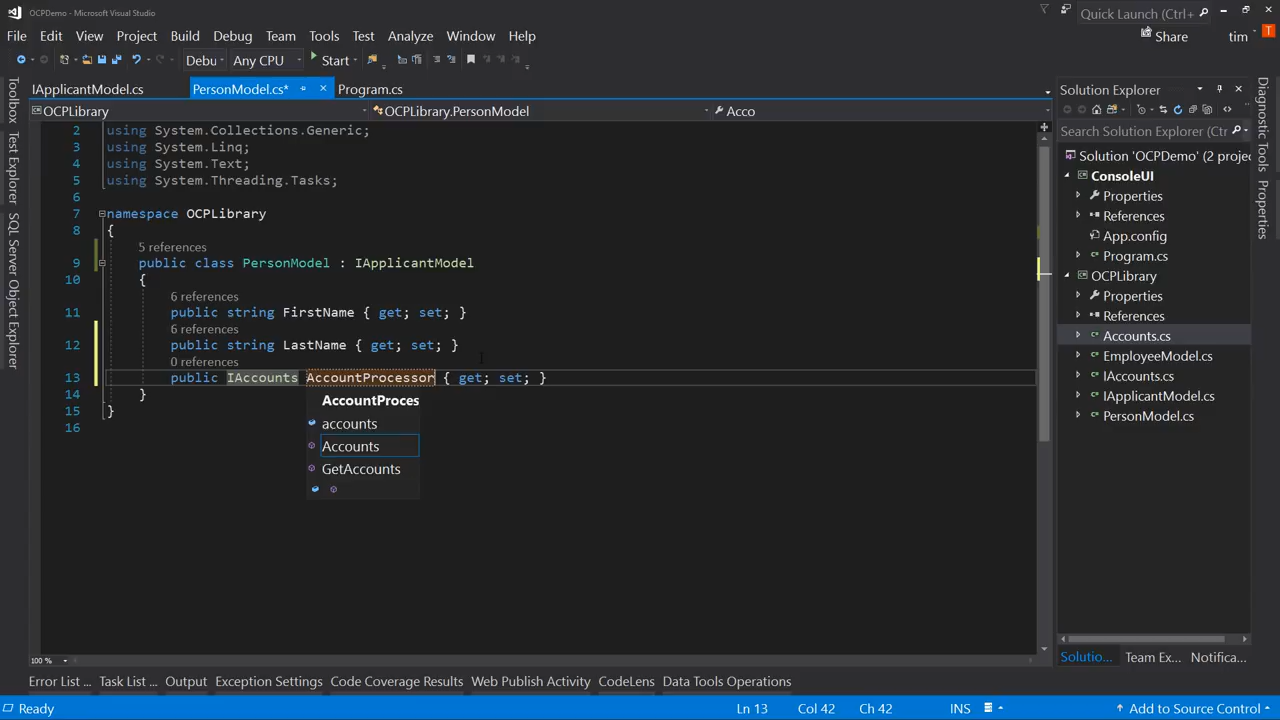 OCPDemo - Microsoft Visual Studio
Quick Launch (Ctrl+
File Edit View Project Build Debug Team Tools Test Analyze Window Help
Share
tim
T
Debu Any CPU Start
Toolbox
Test Explorer
SQL Server Object Explorer
IApplicantModel.cs PersonModel.cs* Program.cs
OCPLibrary OCPLibrary.PersonModel Acco
2 using System.Collections.Generic;
3 using System.Linq;
4 using System.Text;
5 using System.Threading.Tasks;
6
7 namespace OCPLibrary
8 {
5 references
9 public class PersonModel : IApplicantModel
10 {
6 references
11 public string FirstName { get; set; }
6 references
12 public string LastName { get; set; }
0 references
13 public IAccounts AccountProcessor { get; set; }
14 }
15 }
16
AccountProces
accounts
Accounts
GetAccounts
Solution Explorer
Search Solution Explorer (Ctr
Solution 'OCPDemo' (2 projec
ConsoleUI
Properties
References
App.config
Program.cs
OCPLibrary
Properties
References
Accounts.cs
EmployeeModel.cs
IAccounts.cs
IApplicantModel.cs
PersonModel.cs
Solutio... Team Ex... Notifica...
Diagnostic Tools
Properties
100 %
Error List ... Task List ... Output Exception Settings Code Coverage Results Web Publish Activity CodeLens Data Tools Operations
Ready Ln 13 Col 42 Ch 42 INS Add to Source Control